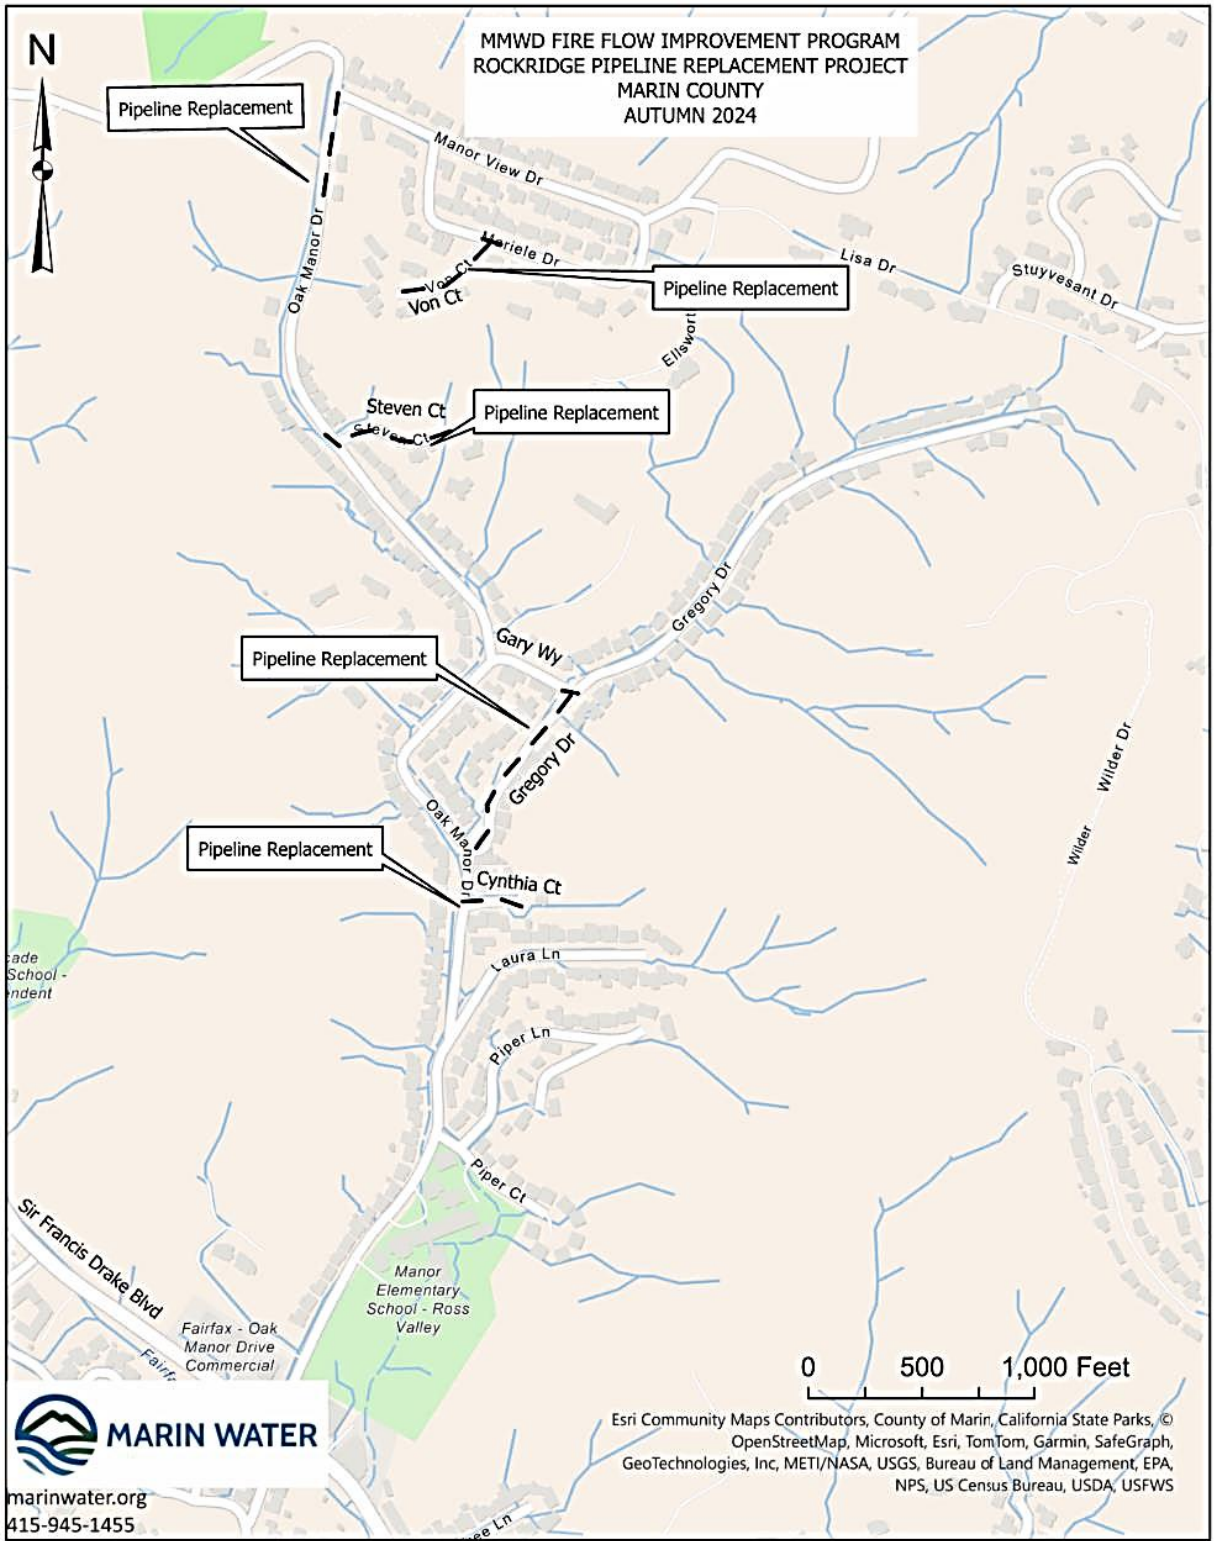 N
MMWD FIRE FLOW IMPROVEMENT PROGRAM
ROCKRIDGE PIPELINE REPLACEMENT PROJECT
MARIN COUNTY
AUTUMN 2024
Pipeline Replacement
Manor View Dr
Oak Manor Dr
Meriele Dr
Von Ct
Von Ct
Pipeline Replacement
Lisa Dr
Stuyvesant Dr
Ellswort
Steven Ct
Steven Ct
Pipeline Replacement
Gregory Dr
Gary Wy
Pipeline Replacement
Gregory Dr
Wilder Dr
Wilder
Oak Manor Dr
Pipeline Replacement
Cynthia Ct
Laura Ln
cade
School -
endent
Piper Ln
Piper Ct
Sir Francis Drake Blvd
Manor
Elementary
School - Ross
Valley
Fairfax - Oak
Manor Drive
Commercial
Fairf
0 500 1,000 Feet
MARIN WATER
Esri Community Maps Contributors, County of Marin, California State Parks, ©
OpenStreetMap, Microsoft, Esri, TomTom, Garmin, SafeGraph,
GeoTechnologies, Inc, METI/NASA, USGS, Bureau of Land Management, EPA,
NPS, US Census Bureau, USDA, USFWS
marinwater.org
415-945-1455
ee Ln